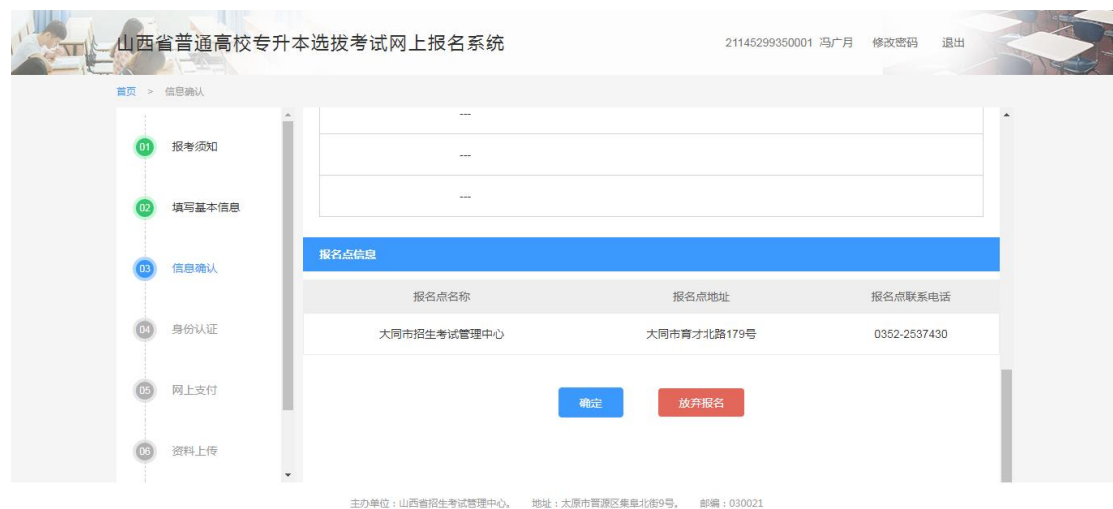 山西省普通高校专升本选拔考试网上报名系统
21145299350001 冯广月 修改密码 退出
首页 > 信息确认
---
01 报考须知
---
---
02 填写基本信息
报名点信息
03 信息确认
报名点名称 报名点地址 报名点联系电话
04 身份认证
大同市招生考试管理中心 大同市育才北路179号 0352-2537430
05 网上支付
确定 放弃报名
06 资料上传
主办单位：山西省招生考试管理中心。 地址：太原市晋源区集阜北街9号。 邮编：030021